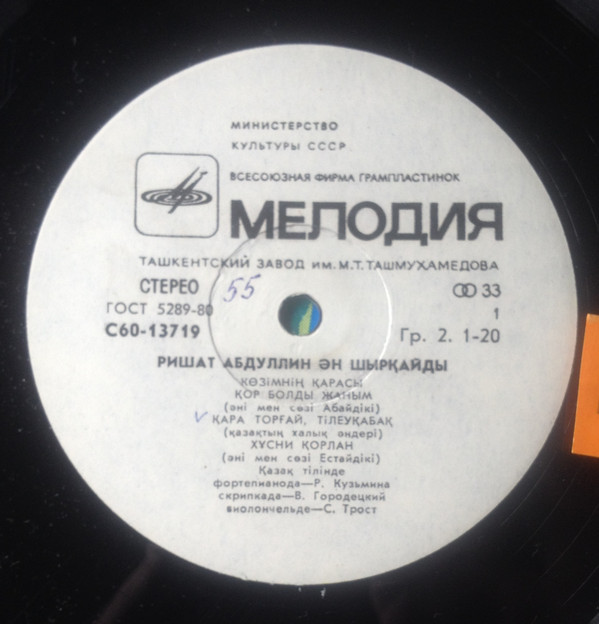 МИНИСТЕРСТВО
КУЛЬТУРЫ СССР
ВСЕСОЮЗНАЯ ФИРМА ГРАМПЛАСТИНОК
МЕЛОДИЯ
ТАШКЕНТСКИЙ ЗАВОД ИМ. М.Т.ТАШМУХАМЕДОВА
СТЕРЕО 55 33
ГОСТ 5289-80 1
С60-13719 Гр. 2. 1-20
РИШАТ АБДУЛЛИН ӘН ШЫРҚАЙДЫ
КӨЗІМНІҢ ҚАРАСЫ
ҚОР БОЛДЫ ЖАНЫМ
(әні мен сөзі Абайдікі)
ҚАРА ТОРҒАЙ, ТІЛЕУҚАБАҚ
(қазақтың халық әндері)
ХУСНИ ҚОРЛАН
(әні мен сөзі Естайдікі)
Қазақ тілінде
фортепианода—Р. Кузьмина
скрипкада—В. Городецкий
виолончельде—С. Трост